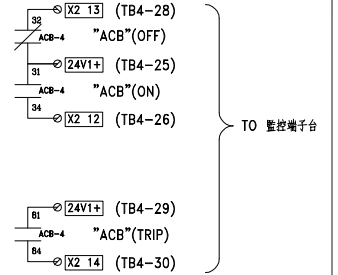 32 X2 13 (TB4-28)
ACB-4 "ACB"(OFF)
31 24V1+ (TB4-25)
ACB-4 "ACB"(ON)
34 X2 12 (TB4-26)
TO 監控端子台
81 24V1+ (TB4-29)
ACB-4 "ACB"(TRIP)
84 X2 14 (TB4-30)